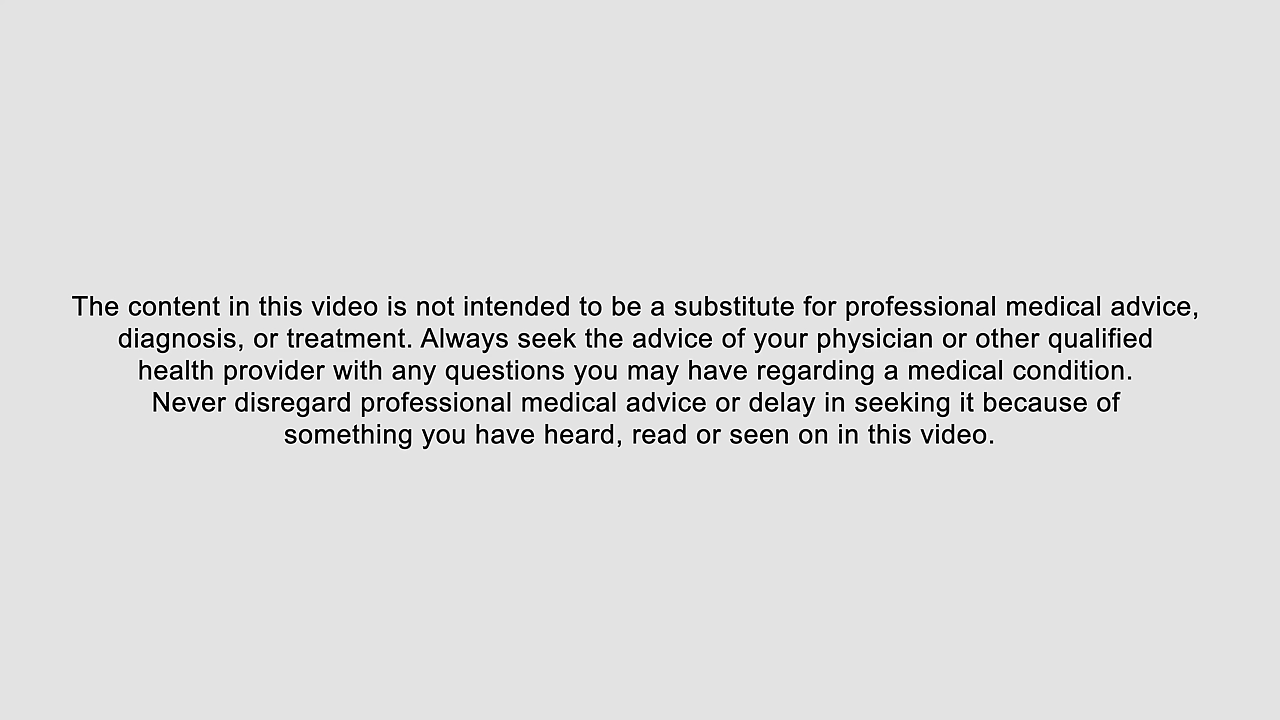 The content in this video is not intended to be a substitute for professional medical advice,
diagnosis, or treatment. Always seek the advice of your physician or other qualified
health provider with any questions you may have regarding a medical condition.
Never disregard professional medical advice or delay in seeking it because of
something you have heard, read or seen on in this video.